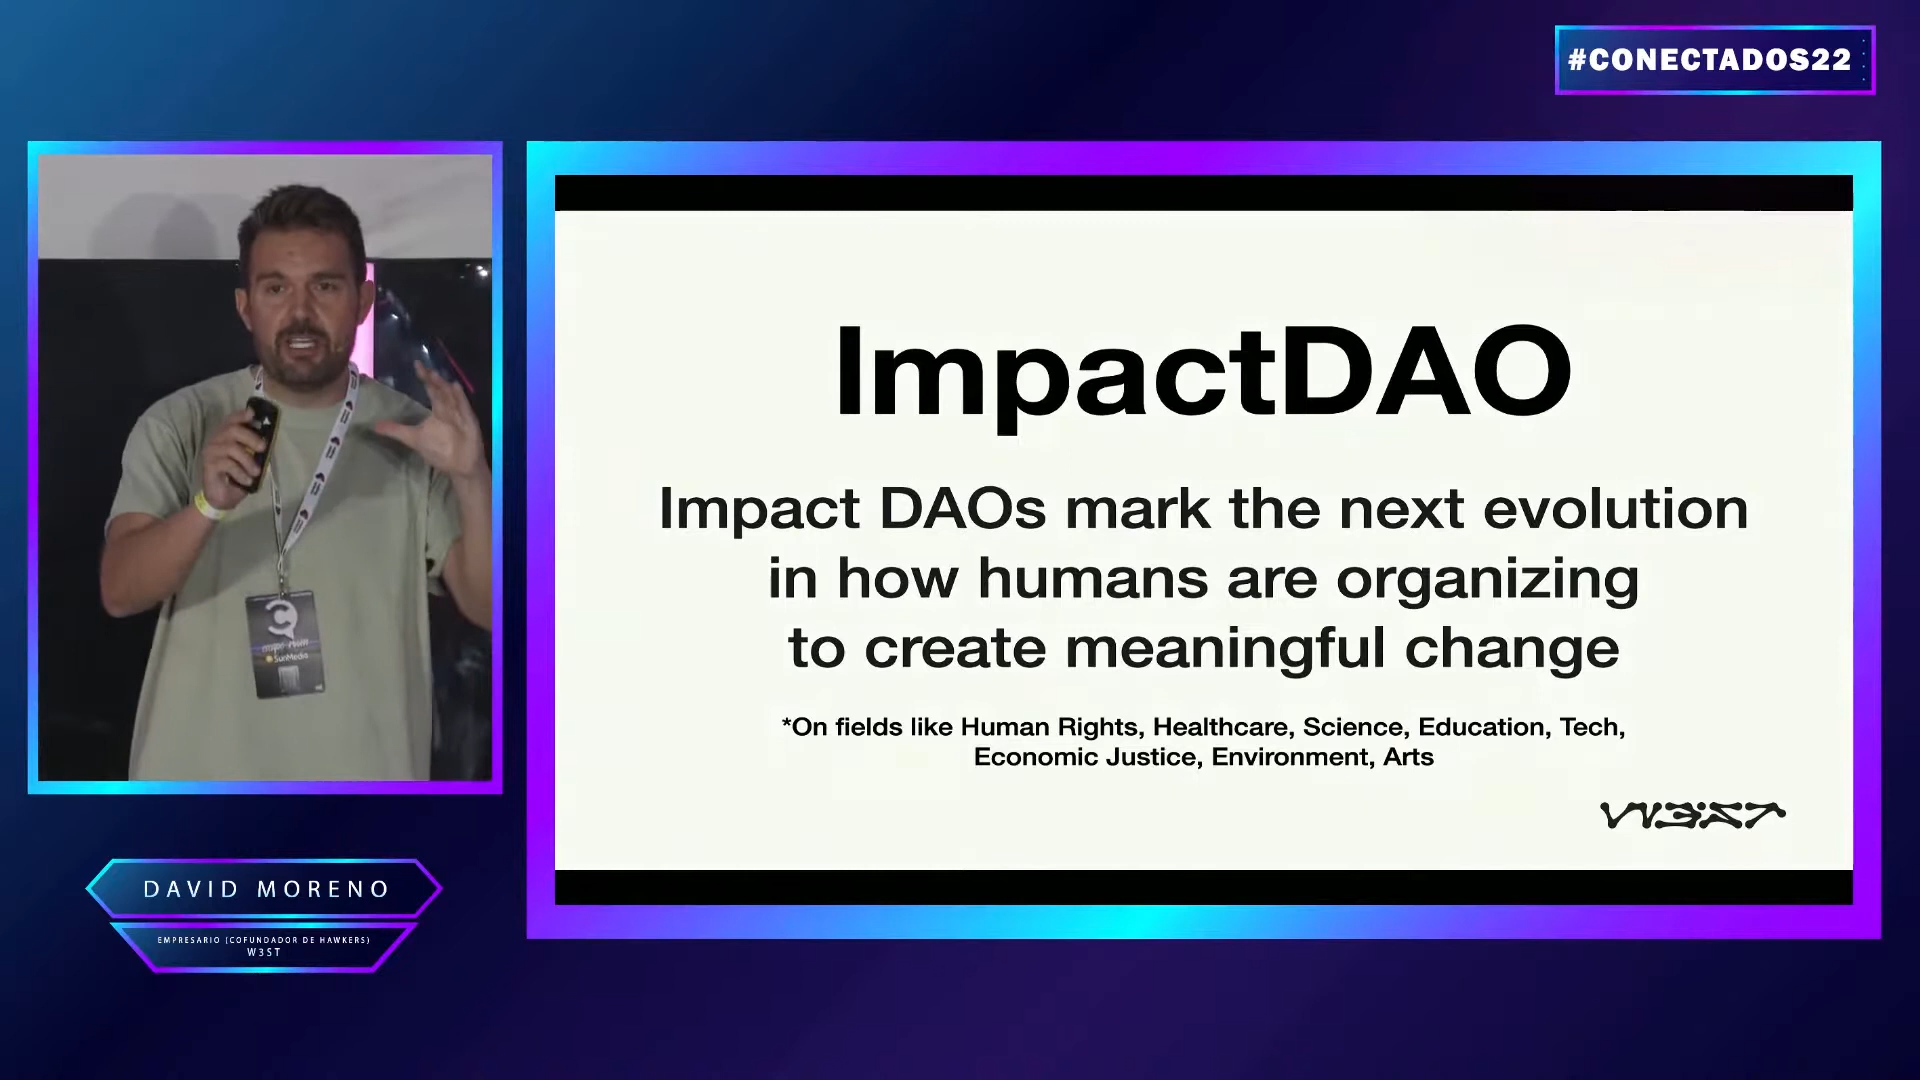 #CONECTADOS22
ImpactDAO
Impact DAOs mark the next evolution
in how humans are organizing
to create meaningful change
*On fields like Human Rights, Healthcare, Science, Education, Tech,
Economic Justice, Environment, Arts
W3ST
SunMedia
DAVID MORENO
EMPRESARIO (COFUNDADOR DE HAWKERS)
W3ST